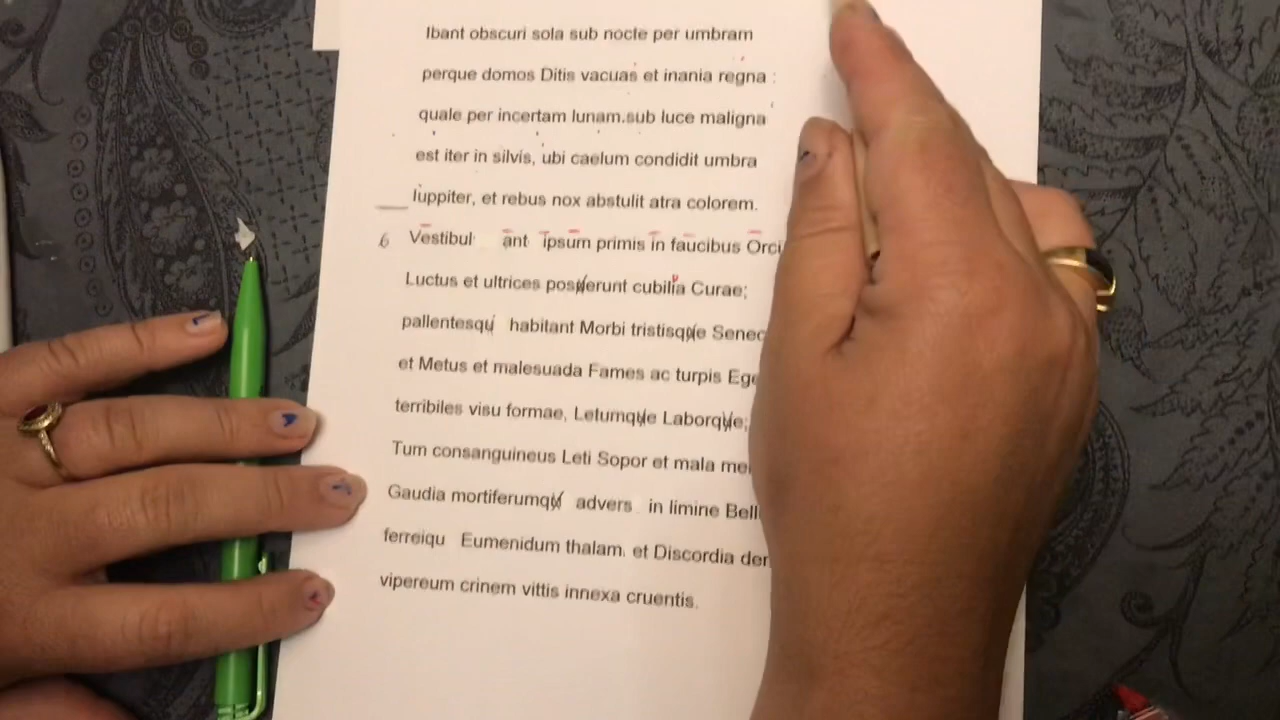 Ibant obscuri sola sub nocte per umbram
perque domos Ditis vacuas et inania regna :
quale per incertam lunam sub luce maligna
est iter in silvis, ubi caelum condidit umbra
Iuppiter, et rebus nox abstulit atra colorem.
6 Vestibul ant ipsum primis in faucibus Orci
Luctus et ultrices posuerunt cubilia Curae;
pallentesqu habitant Morbi tristisque Senec
et Metus et malesuada Fames ac turpis Ege
terribiles visu formae, Letumque Laborque;
Tum consanguineus Leti Sopor et mala me
Gaudia mortiferumqu advers in limine Bell
ferreiqu Eumenidum thalam. et Discordia de
vipereum crinem vittis innexa cruentis.